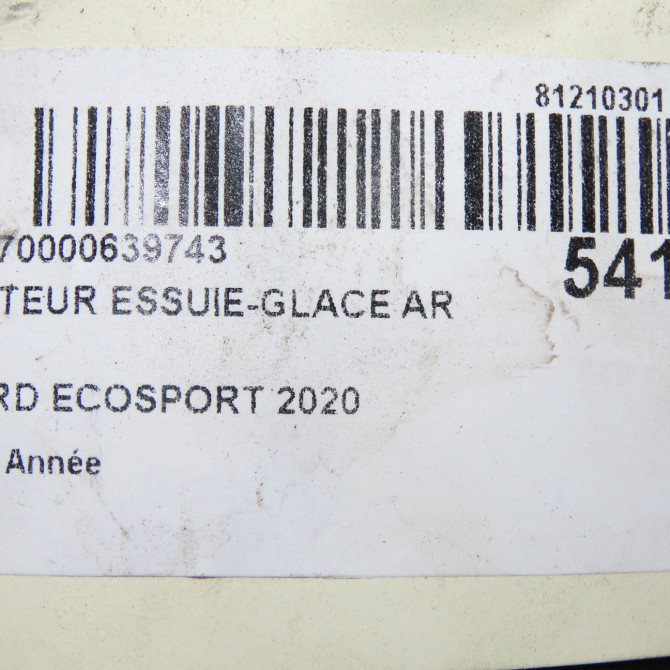 81210301
70000639743
541
TEUR ESSUIE-GLACE AR
RD ECOSPORT 2020
Année